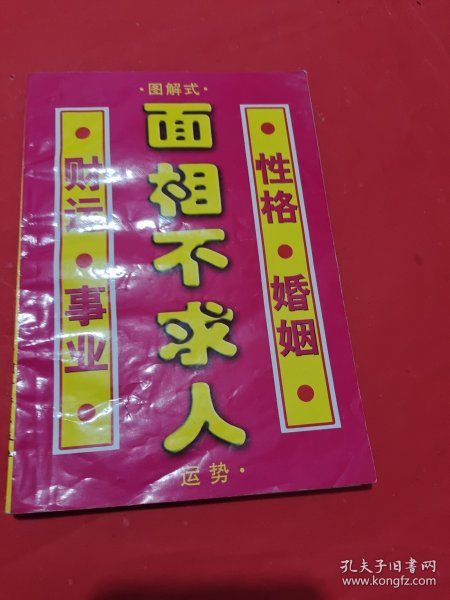 ·图解式·
面相不求人
·性格·婚姻·
·财运·事业·
运势·
孔夫子旧书网
www.kongfz.com